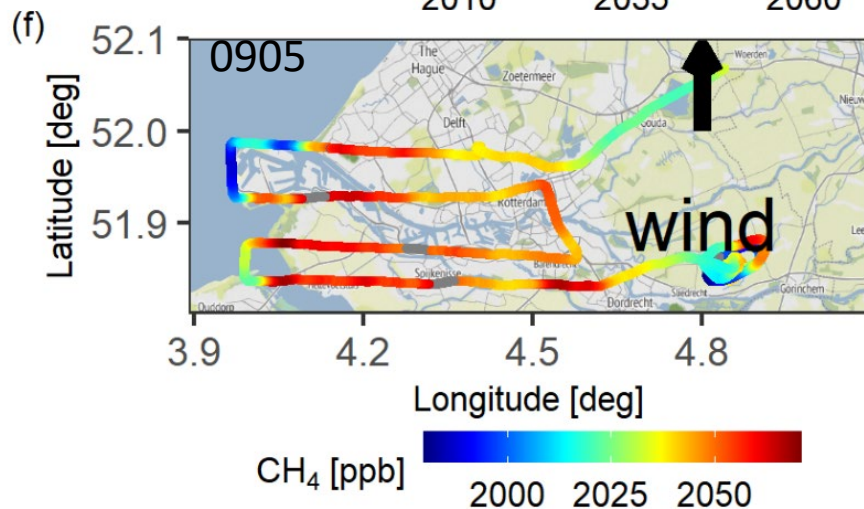 2010 2035 2060
(f)
52.1
0905
The
Hague
Zoetermeer
Woerden
Delft
Gouda
52.0
Latitude [deg]
Rotterdam
51.9
wind
Barendrecht
Spijkenisse
Sliedrecht
Gorinchem
Dordrecht
Ouddorp
3.9 4.2 4.5 4.8
Longitude [deg]
CH₄ [ppb]
2000 2025 2050